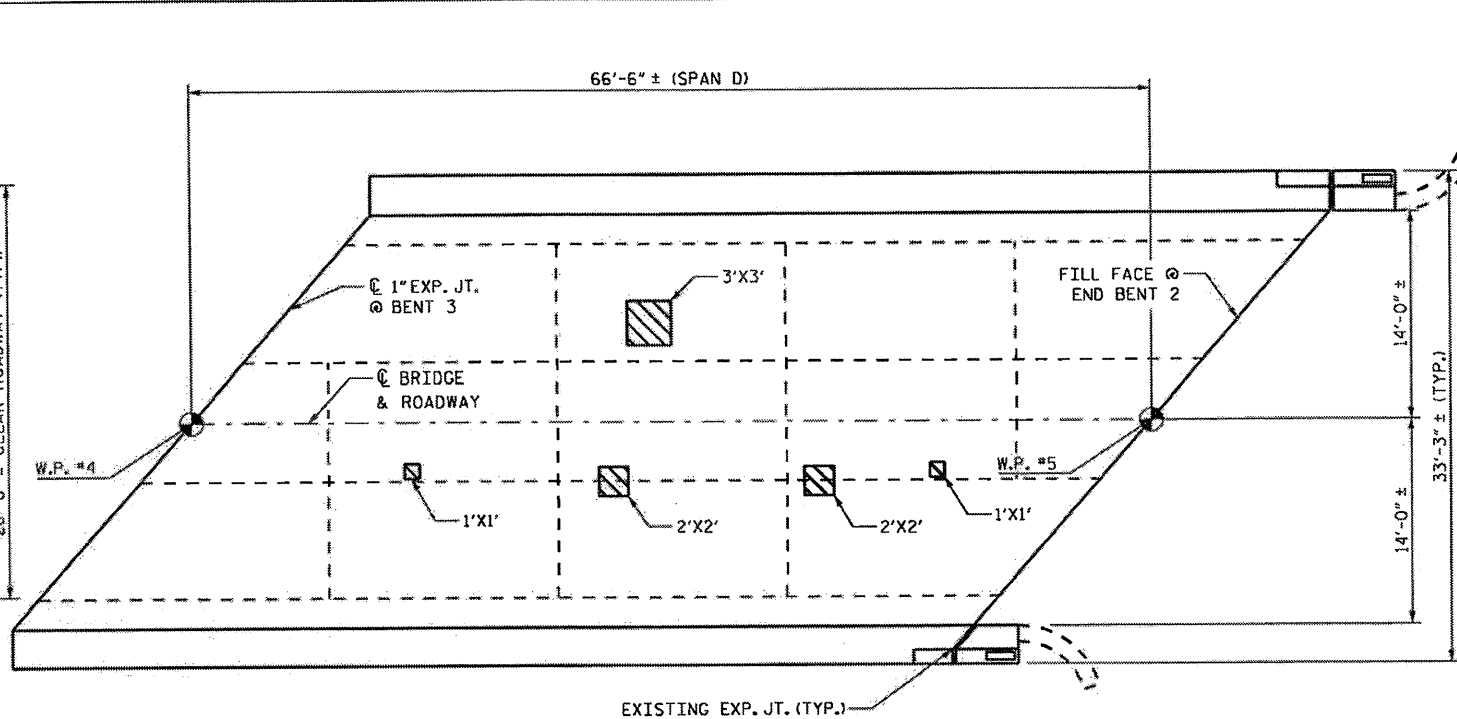 66'-6" ± (SPAN D)
3'X3'
℄ 1" EXP. JT.
@ BENT 3
FILL FACE @
END BENT 2
14'-0" ±
33'-3" ± (TYP.)
℄ BRIDGE
& ROADWAY
W.P. #4
W.P. #5
1'X1'
2'X2'
2'X2'
1'X1'
14'-0" ±
EXISTING EXP. JT. (TYP.)